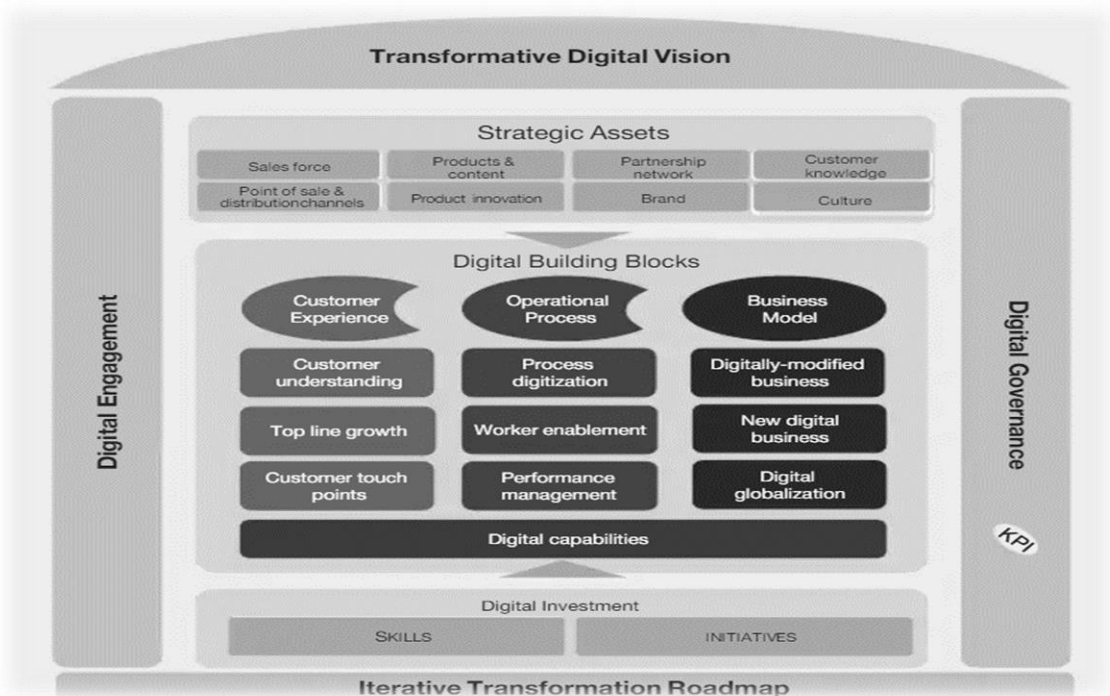 Transformative Digital Vision
Digital Engagement
Strategic Assets
Sales force
Products &
content
Partnership
network
Customer
knowledge
Point of sale &
distributionchannels
Product innovation
Brand
Culture
Digital Building Blocks
Customer
Experience
Operational
Process
Business
Model
Customer
understanding
Process
digitization
Digitally-modified
business
Top line growth
Worker enablement
New digital
business
Customer touch
points
Performance
management
Digital
globalization
Digital capabilities
Digital Investment
SKILLS
INITIATIVES
Digital Governance
KPI
Iterative Transformation Roadmap